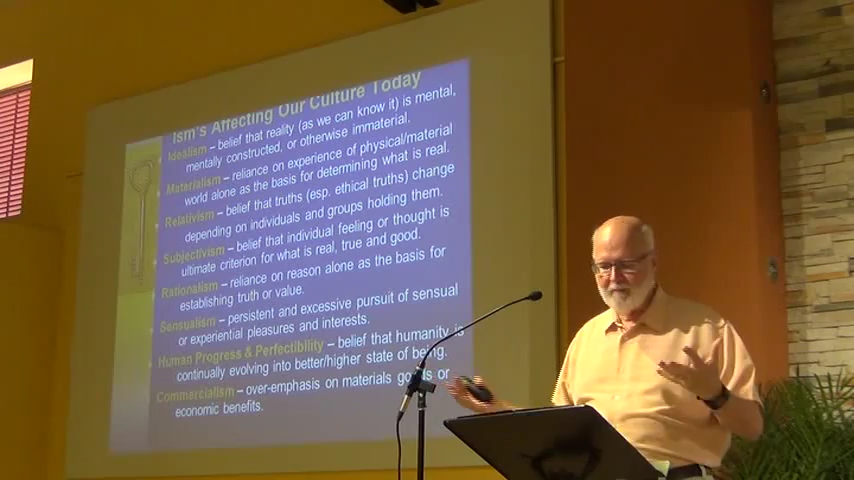 Ism's Affecting Our Culture Today
Idealism – belief that reality (as we can know it) is mental,
mentally constructed, or otherwise immaterial.
Materialism – reliance on experience of physical/material
world alone as the basis for determining what is real.
Relativism – belief that truths (esp. ethical truths) change
depending on individuals and groups holding them.
Subjectivism – belief that individual feeling or thought is
ultimate criterion for what is real, true and good.
Rationalism – reliance on reason alone as the basis for
establishing truth or value.
Sensualism – persistent and excessive pursuit of sensual
or experiential pleasures and interests.
Human Progress & Perfectibility – belief that humanity is
continually evolving into better/higher state of being.
Commercialism – over-emphasis on materials goods or
economic benefits.